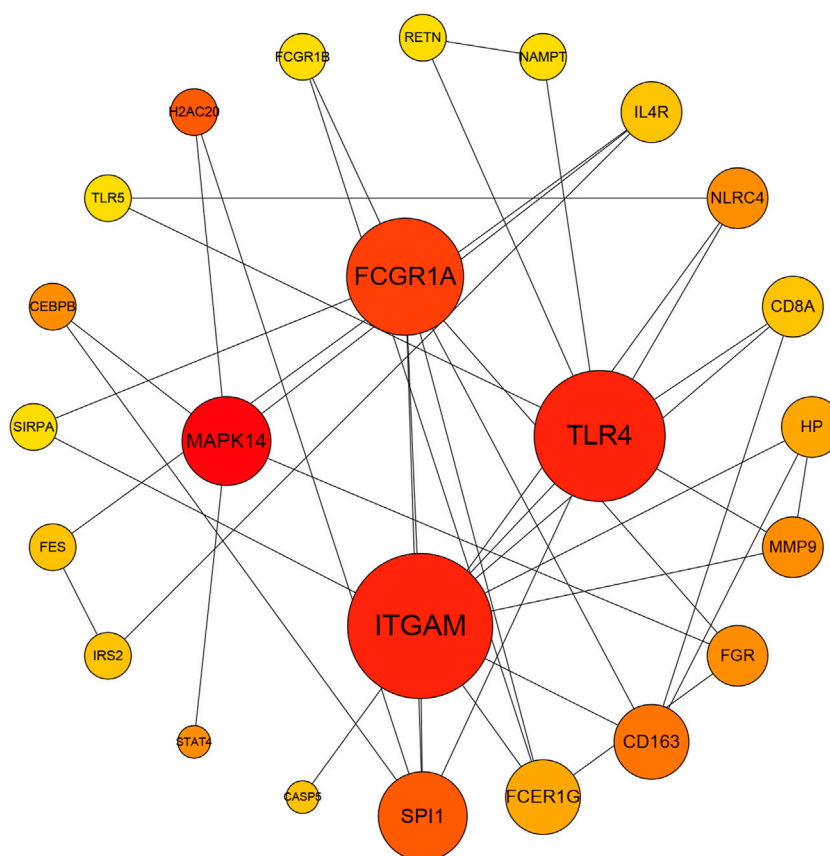 RETN
FCGR1B
NAMPT
H2AC20
IL4R
TLR5
NLRC4
FCGR1A
CEBPB
CD8A
SIRPA
MAPK14
TLR4
HP
FES
MMP9
ITGAM
IRS2
FGR
STAT4
CD163
CASP5
FCER1G
SPI1